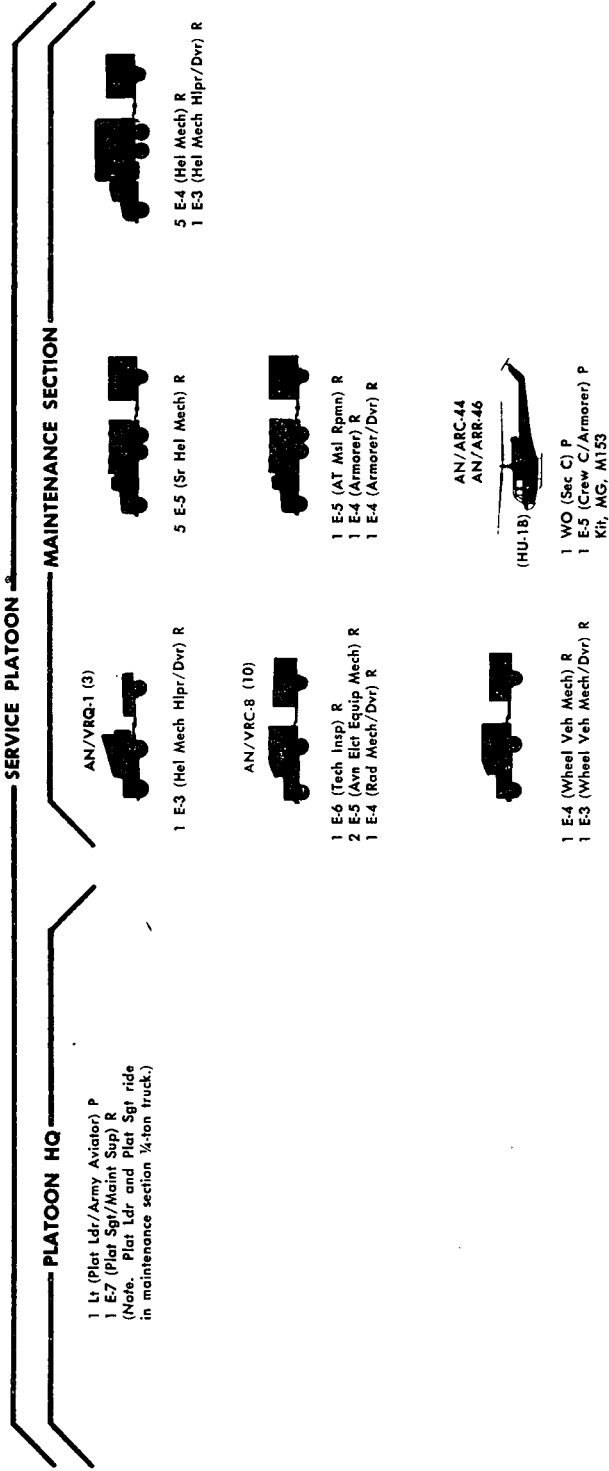 SERVICE PLATOON
PLATOON HQ
1 Lt (Plat Ldr/Army Aviator) P
1 E-7 (Plat Sgt/Maint Sup) R
(Note. Plat Ldr and Plat Sgt ride
in maintenance section ¼-ton truck.)
MAINTENANCE SECTION
AN/VRQ-1 (3)
1 E-3 (Hel Mech Hlpr/Dvr) R
5 E-5 (Sr Hel Mech) R
5 E-4 (Hel Mech) R
1 E-3 (Hel Mech Hlpr/Dvr) R
AN/VRC-8 (10)
1 E-6 (Tech Insp) R
2 E-5 (Avn Elct Equip Mech) R
1 E-4 (Rad Mech/Dvr) R
1 E-5 (AT Msl Rpmn) R
1 E-4 (Armorer) R
1 E-4 (Armorer/Dvr) R
1 E-4 (Wheel Veh Mech) R
1 E-3 (Wheel Veh Mech/Dvr) R
AN/ARC-44
AN/ARR-46
(HU-1B)
1 WO (Sec C) P
1 E-5 (Crew C/Armorer) P
Kit, MG, M153